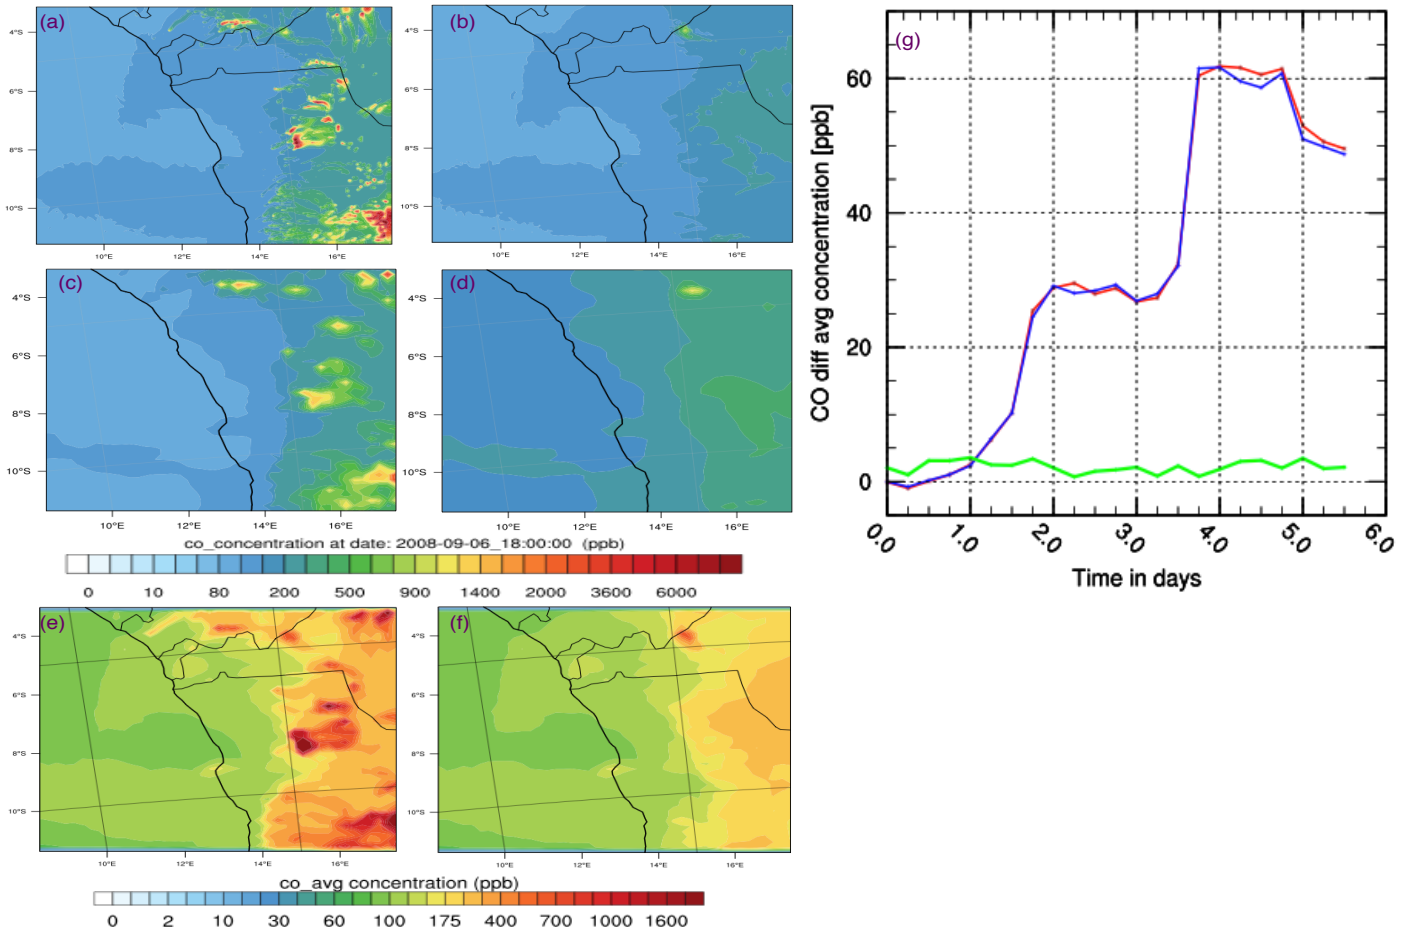 (a)
4°S
6°S
8°S
10°S
10°E 12°E 14°E 16°E
(b)
4°S
6°S
8°S
10°S
10°E 12°E 14°E 16°E
(c)
4°S
6°S
8°S
10°S
10°E 12°E 14°E 16°E
(d)
4°S
6°S
8°S
10°S
10°E 12°E 14°E 16°E
co_concentration at date: 2008-09-06_18:00:00 (ppb)
0 10 80 200 500 900 1400 2000 3600 6000
(e)
4°S
6°S
8°S
10°S
10°E 12°E 14°E 16°E
(f)
4°S
6°S
8°S
10°S
10°E 12°E 14°E 16°E
co_avg concentration (ppb)
0 2 10 30 60 100 175 400 700 1000 1600
(g)
CO diff avg concentration [ppb]
60
40
20
0
0.0 1.0 2.0 3.0 4.0 5.0 6.0
Time in days